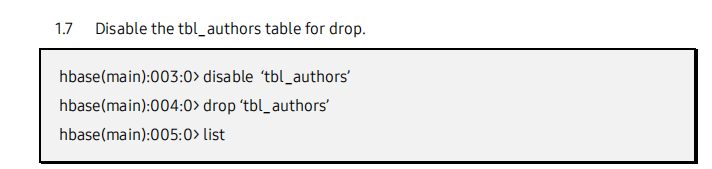 1.7 Disable the tbl_authors table for drop.
hbase(main):003:0> disable ‘tbl_authors’
hbase(main):004:0> drop ‘tbl_authors’
hbase(main):005:0> list